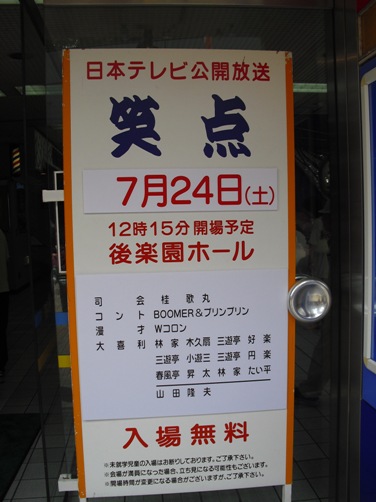 日本テレビ公開放送
笑点
7月24日(土)
12時15分開場予定
後楽園ホール
司会 桂歌丸
コント BOOMER&プリンプリン
漫才 Wコロン
大喜利 林家 木久扇 三遊亭 好楽
三遊亭 小遊三 三遊亭 円楽
春風亭 昇太 林家 たい平
山田隆夫
入場無料
※未就学児童の入場はお断りしております。ご了承下さい。
※会場が満員になった場合、立ち見になる可能性もございます。
※開場時間が変更になる場合がございますが、ご了承下さい。